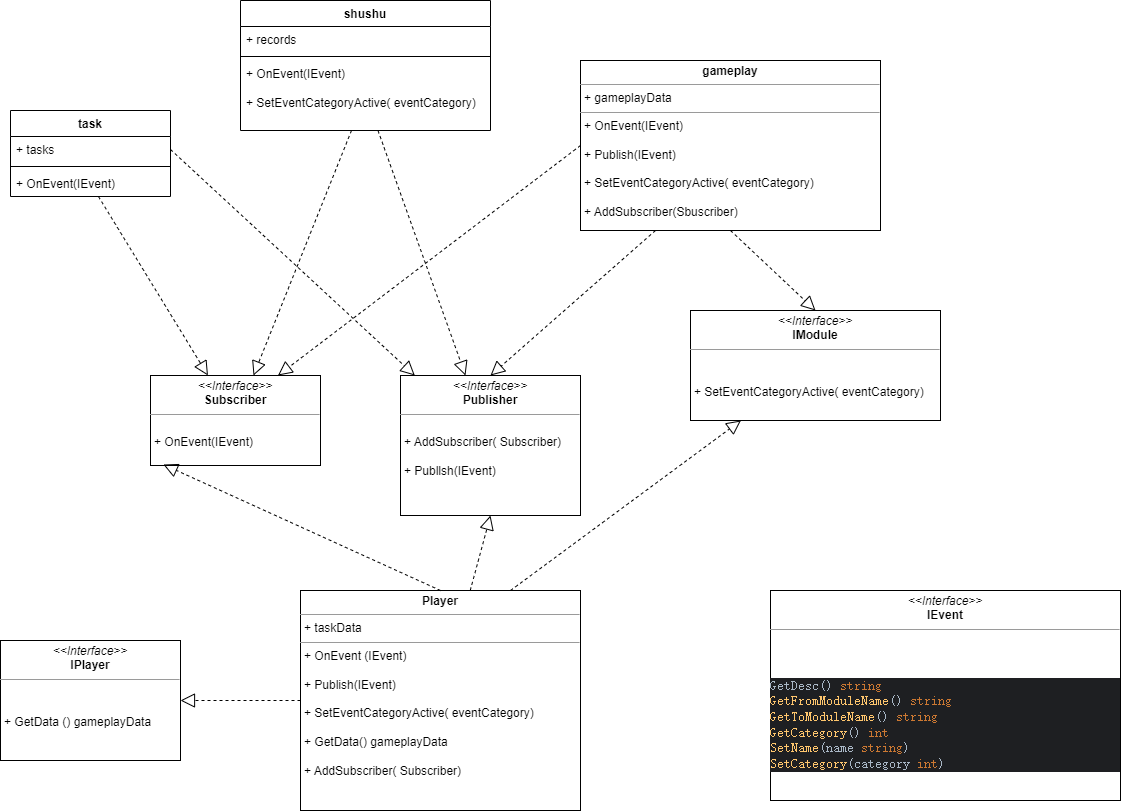 shushu
+ records
+ OnEvent(IEvent)
+ SetEventCategoryActive( eventCategory)
gameplay
+ gameplayData
+ OnEvent(IEvent)
+ Publish(IEvent)
+ SetEventCategoryActive( eventCategory)
+ AddSubscriber(Sbuscriber)
task
+ tasks
+ OnEvent(IEvent)
<<Interface>>
IModule
+ SetEventCategoryActive( eventCategory)
<<Interface>>
Subscriber
+ OnEvent(IEvent)
<<Interface>>
Publisher
+ AddSubscriber( Subscriber)
+ Publish(IEvent)
Player
+ taskData
+ OnEvent (IEvent)
+ Publish(IEvent)
+ SetEventCategoryActive( eventCategory)
+ GetData() gameplayData
+ AddSubscriber( Subscriber)
<<Interface>>
IPlayer
+ GetData () gameplayData
<<Interface>>
IEvent
GetDesc() string
GetFromModuleName() string
GetToModuleName() string
GetCategory() int
SetName(name string)
SetCategory(category int)